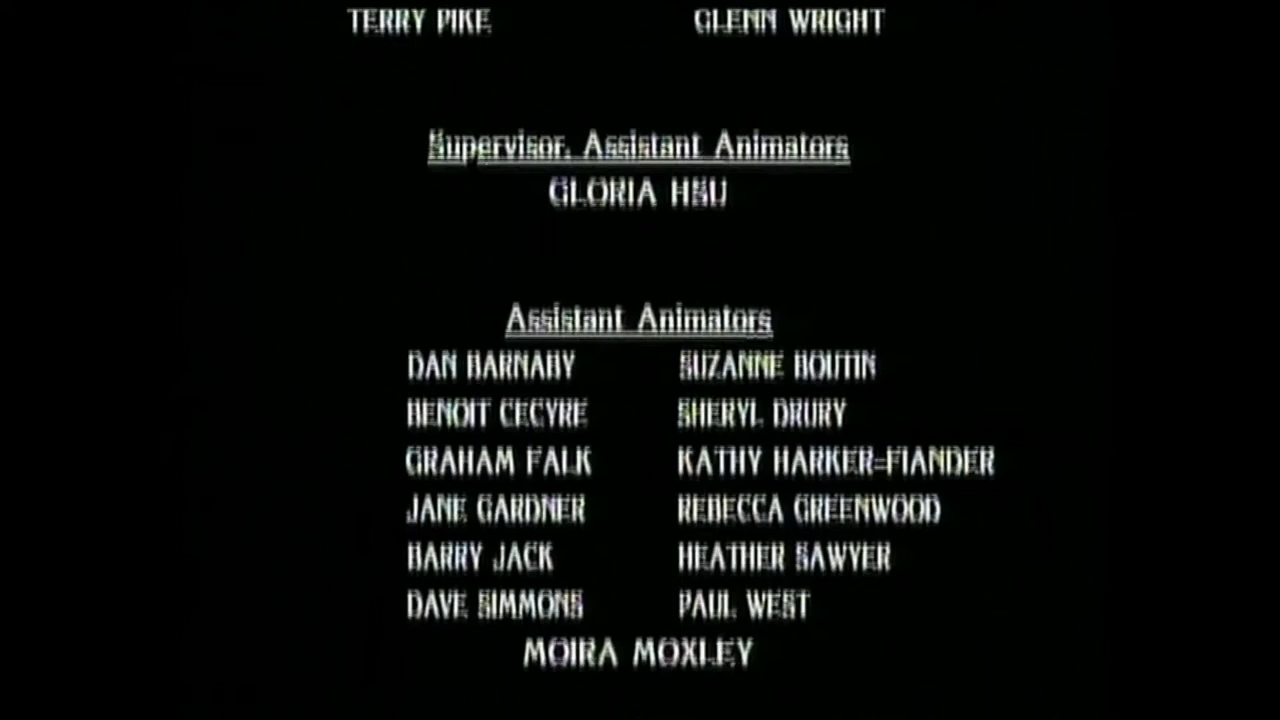 TERRY PIKE GLENN WRIGHT
Supervisor, Assistant Animators
GLORIA HSU
Assistant Animators
DAN BARNABY SUZANNE BOUTIN
BENOIT CECYRE SHERYL DRURY
GRAHAM FALK KATHY HARKER-FIANDER
JANE GARDNER REBECCA GREENWOOD
BARRY JACK HEATHER SAWYER
DAVE SIMMONS PAUL WEST
MOIRA MOXLEY